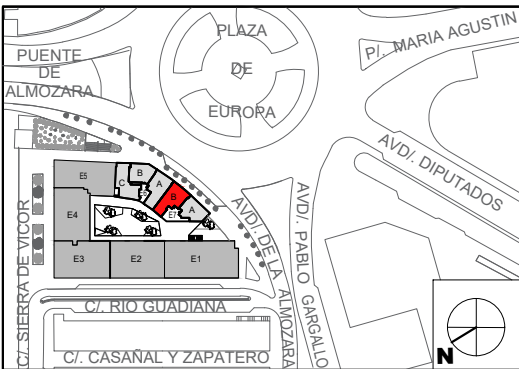 PLAZA
DE
EUROPA
P/. MARIA AGUSTIN
PUENTE
DE
ALMOZARA
AVD/. DIPUTADOS
E5
C
B
A
B
A
E7
E4
E3
E2
E1
AVD/. DE LA ALMOZARA
AVD/. PABLO GARGALLO
C/. SIERRA DE VICOR
C/. RIO GUADIANA
C/. CASAÑAL Y ZAPATERO
N